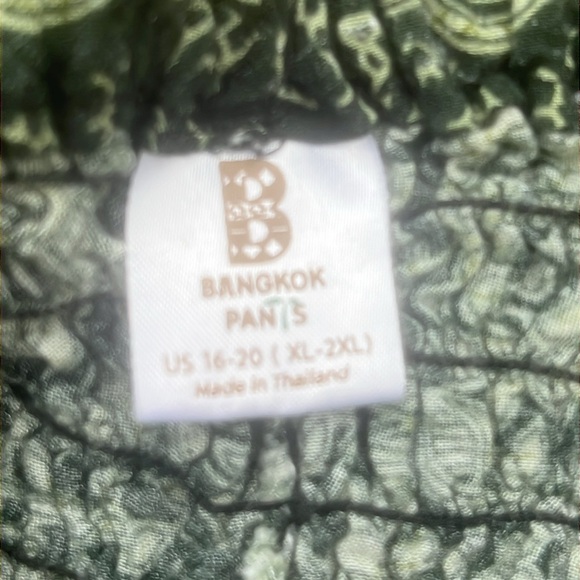 B
BANGKOK
PANTS
US 16-20 ( XL-2XL)
Made in Thailand